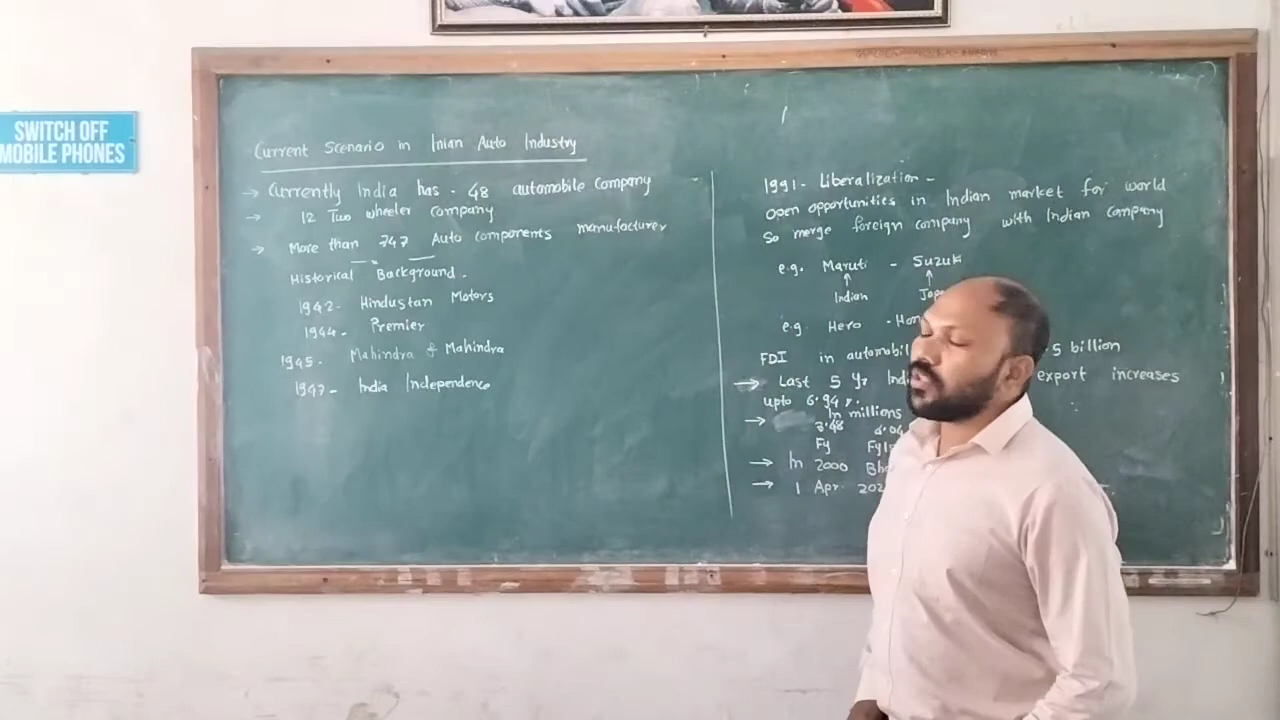 SWITCH OFF
MOBILE PHONES
Current Scenario in Inian Auto Industry
→ Currently India has - 48 automobile Company
→ 12 Two wheeler company
→ More than 747 Auto components manufacturer
Historical Background.
1942- Hindustan Motors
1944- Premier
1945- Mahindra & Mahindra
1947- India Independence
1991- Liberalization -
open opportunities in Indian market for world
So merge foreign company with Indian Company
e.g. Maruti - Suzuki
↑ ↑
Indian
e.g. Hero -
FDI in 5 billion
→ Last 5 Yr export increases
upto 6.94 %.
→ In millions
3.48 4.04
Fy
→ In 2000
→ 1 Apr